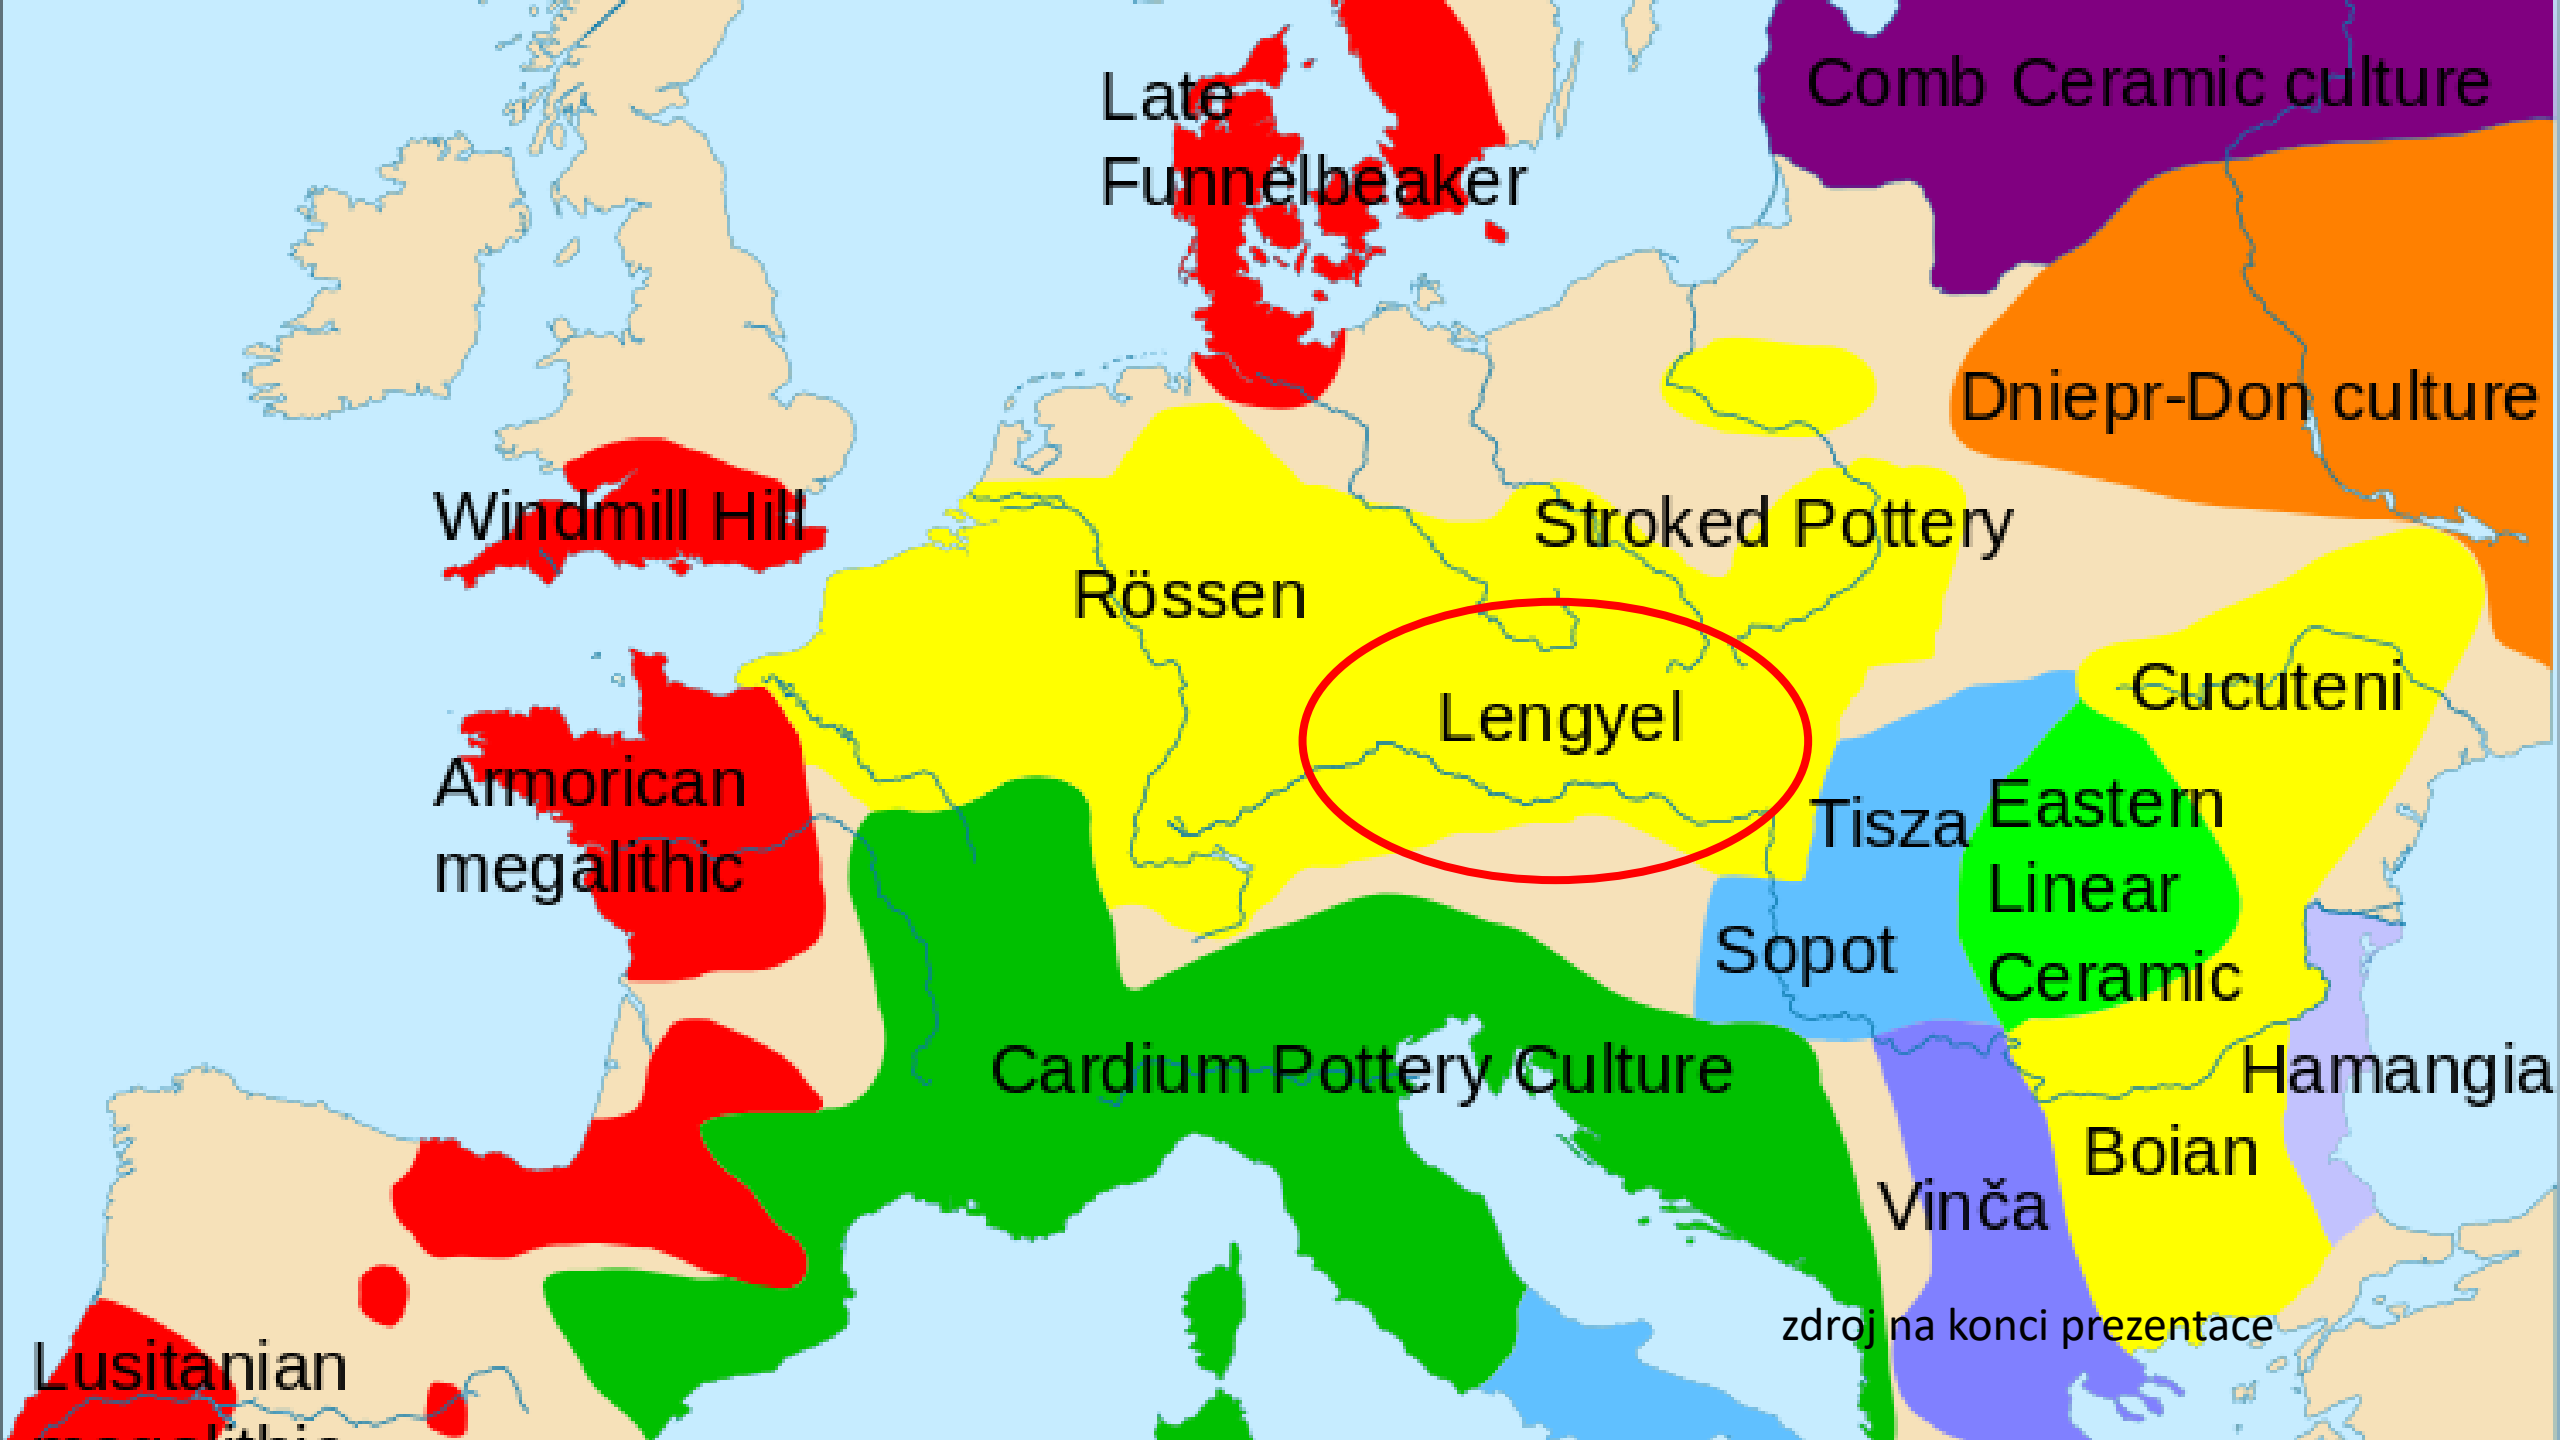 Comb Ceramic culture
Late
Funnelbeaker
Dniepr-Don culture
Windmill Hill
Stroked Pottery
Rössen
Cucuteni
Lengyel
Armorican
megalithic
Tisza
Eastern
Linear
Ceramic
Sopot
Cardium Pottery Culture
Hamangia
Boian
Vinča
zdroj na konci prezentace
Lusitanian
megalithic